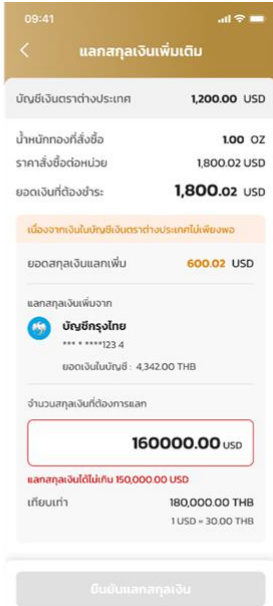 09:41
แลกสกุลเงินเพิ่มเติม
บัญชีเงินตราต่างประเทศ 1,200.00 USD
น้ำหนักทองที่สั่งซื้อ 1.00 OZ
ราคาสั่งซื้อต่อหน่วย 1,800.02 USD
ยอดเงินที่ต้องชำระ 1,800.02 USD
เนื่องจากเงินในบัญชีเงินตราต่างประเทศไม่เพียงพอ
ยอดสกุลเงินแลกเพิ่ม 600.02 USD
แลกสกุลเงินเพิ่มจาก
บัญชีกรุงไทย
*** * ****123 4
ยอดเงินในบัญชี : 4,342.00 THB
จำนวนสกุลเงินที่ต้องการแลก
160000.00 USD
แลกสกุลเงินได้ไม่เกิน 150,000.00 USD
เทียบเท่า 180,000.00 THB
1 USD = 30.00 THB
ยืนยันแลกสกุลเงิน